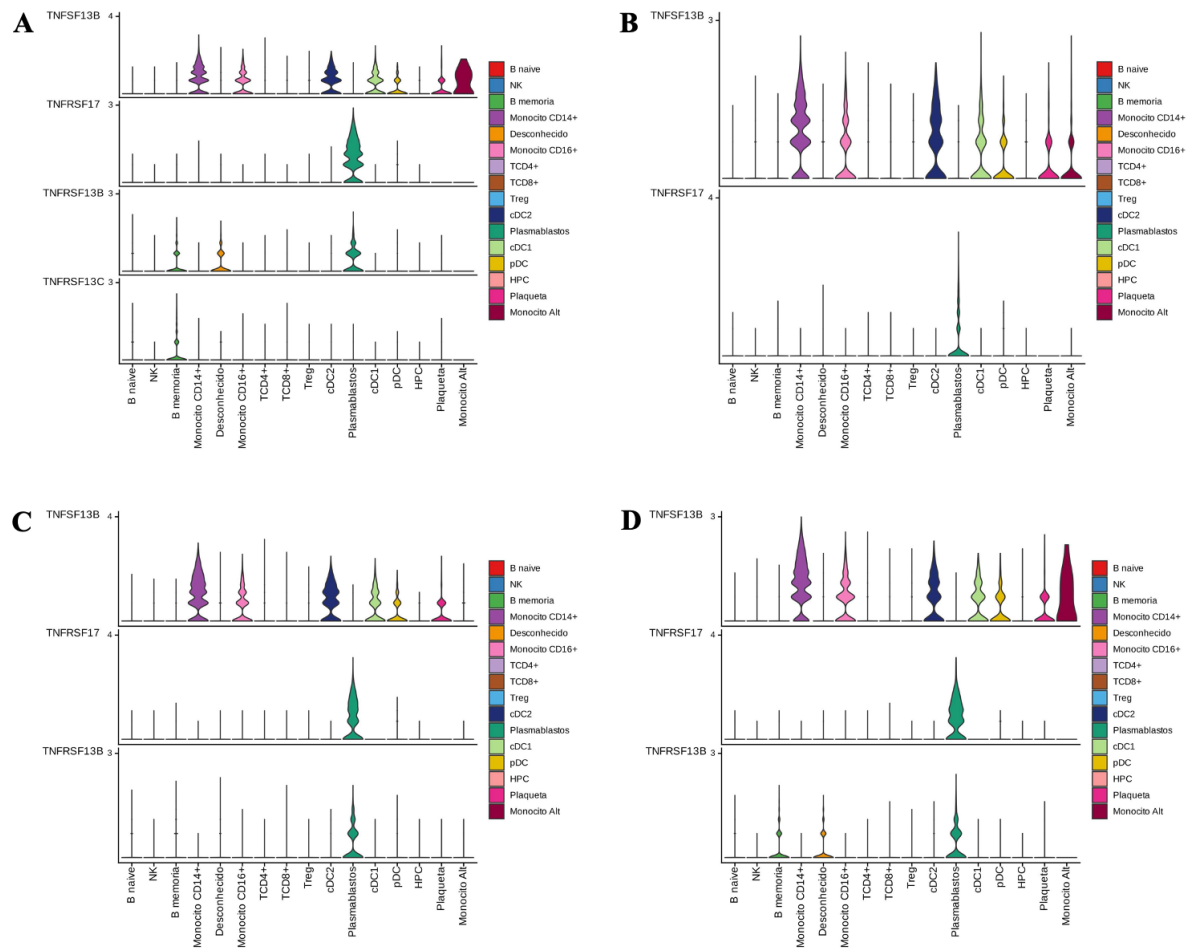 A
TNFSF13B 4
TNFRSF17 3
TNFRSF13B 3
TNFRSF13C 3
B naive
NK
B memoria
Monocito CD14+
Desconhecido
Monocito CD16+
TCD4+
TCD8+
Treg
cDC2
Plasmablastos
cDC1
pDC
HPC
Plaqueta
Monocito Alt
B naive
NK
B memoria
Monocito CD14+
Desconhecido
Monocito CD16+
TCD4+
TCD8+
Treg
cDC2
Plasmablastos
cDC1
pDC
HPC
Plaqueta
Monocito Alt
B
TNFSF13B
3
TNFRSF17
4
B naive
NK
B memoria
Monocito CD14+
Desconhecido
Monocito CD16+
TCD4+
TCD8+
Treg
cDC2
Plasmablastos
cDC1
pDC
HPC
Plaqueta
Monocito Alt
B naive
NK
B memoria
Monocito CD14+
Desconhecido
Monocito CD16+
TCD4+
TCD8+
Treg
cDC2
Plasmablastos
cDC1
pDC
HPC
Plaqueta
Monocito Alt
C
TNFSF13B 4
TNFRSF17
4
TNFRSF13B 3
B naive
NK
B memoria
Monocito CD14+
Desconhecido
Monocito CD16+
TCD4+
TCD8+
Treg
cDC2
Plasmablastos
cDC1
pDC
HPC
Plaqueta
Monocito Alt
B naive
NK
B memoria
Monocito CD14+
Desconhecido
Monocito CD16+
TCD4+
TCD8+
Treg
cDC2
Plasmablastos
cDC1
pDC
HPC
Plaqueta
Monocito Alt
D
TNFSF13B
3
TNFRSF17
4
TNFRSF13B
3
B naive
NK
B memoria
Monocito CD14+
Desconhecido
Monocito CD16+
TCD4+
TCD8+
Treg
cDC2
Plasmablastos
cDC1
pDC
HPC
Plaqueta
Monocito Alt
B naive
NK
B memoria
Monocito CD14+
Desconhecido
Monocito CD16+
TCD4+
TCD8+
Treg
cDC2
Plasmablastos
cDC1
pDC
HPC
Plaqueta
Monocito Alt